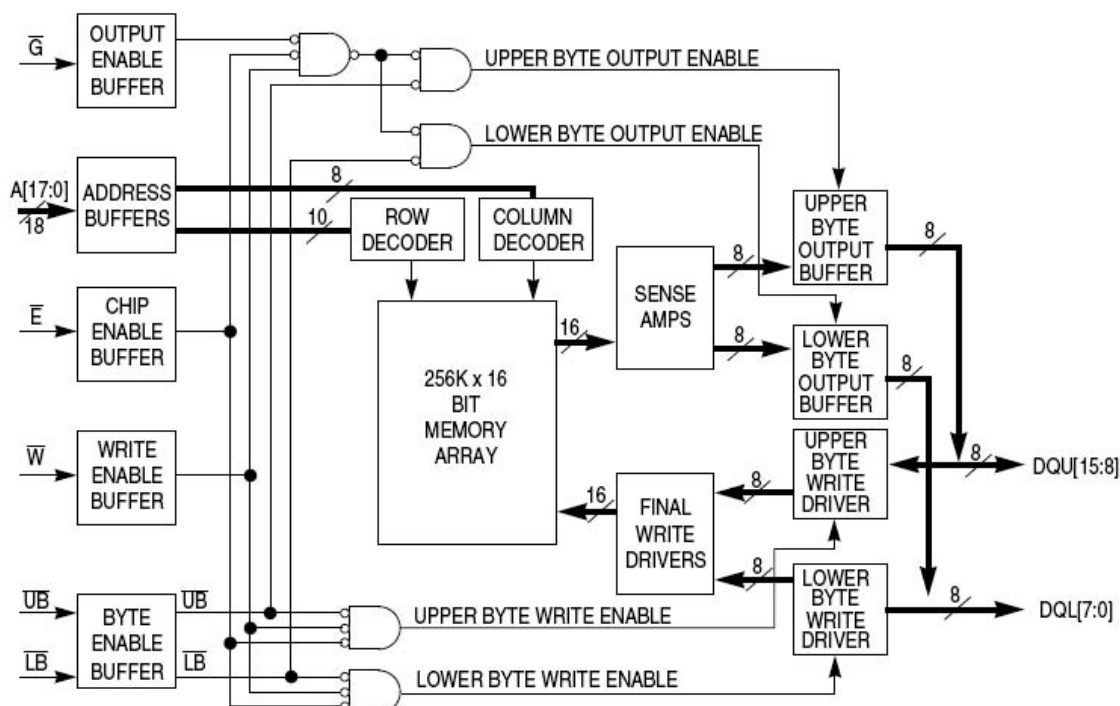 G̅
OUTPUT
ENABLE
BUFFER
UPPER BYTE OUTPUT ENABLE
LOWER BYTE OUTPUT ENABLE
A[17:0]
18
ADDRESS
BUFFERS
8
10
ROW
DECODER
COLUMN
DECODER
UPPER
BYTE
OUTPUT
BUFFER
8
E̅
CHIP
ENABLE
BUFFER
256K x 16
BIT
MEMORY
ARRAY
16
SENSE
AMPS
8
8
LOWER
BYTE
OUTPUT
BUFFER
8
W̅
WRITE
ENABLE
BUFFER
16
FINAL
WRITE
DRIVERS
8
8
UPPER
BYTE
WRITE
DRIVER
8
DQU[15:8]
U̅B̅
L̅B̅
BYTE
ENABLE
BUFFER
U̅B̅
L̅B̅
UPPER BYTE WRITE ENABLE
LOWER BYTE WRITE ENABLE
LOWER
BYTE
WRITE
DRIVER
8
DQL[7:0]